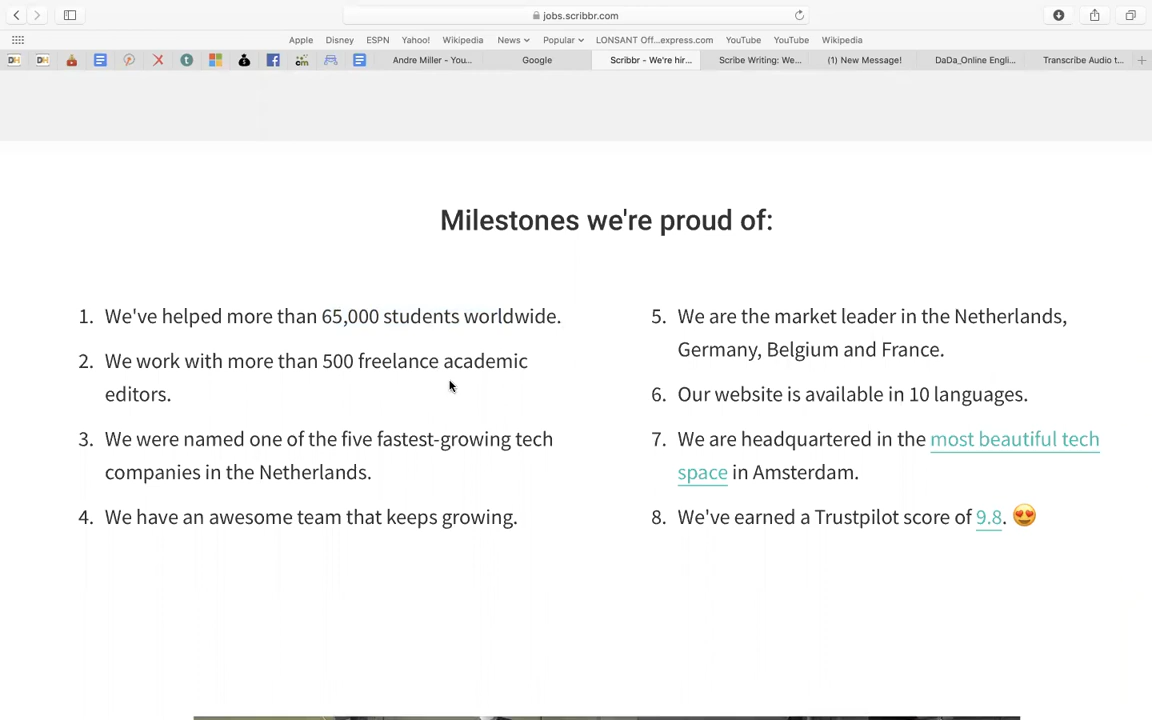 jobs.scribbr.com
Apple Disney ESPN Yahoo! Wikipedia News Popular LONSANT Off...express.com YouTube YouTube Wikipedia
DH DH cm Andre Miller - You... Google Scribbr - We're hir... Scribe Writing: We... (1) New Message! DaDa_Online Engli... Transcribe Audio t...
Milestones we're proud of:
1. We've helped more than 65,000 students worldwide.
2. We work with more than 500 freelance academic
editors.
3. We were named one of the five fastest-growing tech
companies in the Netherlands.
4. We have an awesome team that keeps growing.
5. We are the market leader in the Netherlands,
Germany, Belgium and France.
6. Our website is available in 10 languages.
7. We are headquartered in the most beautiful tech
space in Amsterdam.
8. We've earned a Trustpilot score of 9.8. 😍